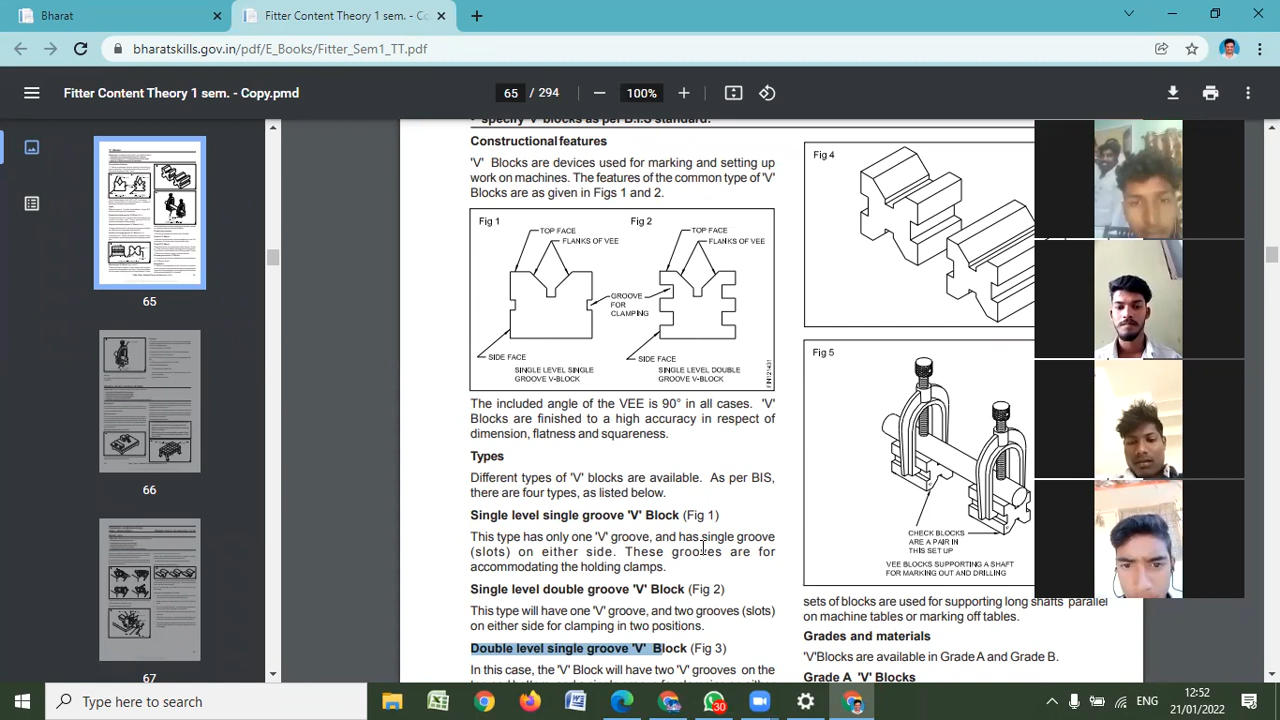 Bharat
Fitter Content Theory 1 sem. - Co
bharatskills.gov.in/pdf/E_Books/Fitter_Sem1_TT.pdf
Fitter Content Theory 1 sem. - Copy.pmd
65 / 294
100%
65
66
67
specify 'V' blocks as per B.I.S standard.
Constructional features
'V' Blocks are devices used for marking and setting up
work on machines. The features of the common type of 'V'
Blocks are as given in Figs 1 and 2.
Fig 1
Fig 2
TOP FACE
FLANKS OF VEE
TOP FACE
FLANKS OF VEE
GROOVE
FOR
CLAMPING
SIDE FACE
SIDE FACE
SINGLE LEVEL SINGLE
GROOVE V-BLOCK
SINGLE LEVEL DOUBLE
GROOVE V-BLOCK
The included angle of the VEE is 90° in all cases. 'V'
Blocks are finished to a high accuracy in respect of
dimension, flatness and squareness.
Types
Different types of 'V' blocks are available. As per BIS,
there are four types, as listed below.
Single level single groove 'V' Block (Fig 1)
This type has only one 'V' groove, and has single groove
(slots) on either side. These grooves are for
accommodating the holding clamps.
Single level double groove 'V' Block (Fig 2)
This type will have one 'V' groove, and two grooves (slots)
on either side for clamping in two positions.
Double level single groove 'V' Block (Fig 3)
In this case, the 'V' Block will have two 'V' grooves on the
Fig 4
Fig 5
CHECK BLOCKS
ARE A PAIR IN
THIS SET UP
VEE BLOCKS SUPPORTING A SHAFT
FOR MARKING OUT AND DRILLING
sets of blocks are used for supporting long shafts parallel
on machine tables or marking off tables.
Grades and materials
'V'Blocks are available in Grade A and Grade B.
Grade A 'V' Blocks
Type here to search
30
ENG
12:52
21/01/2022